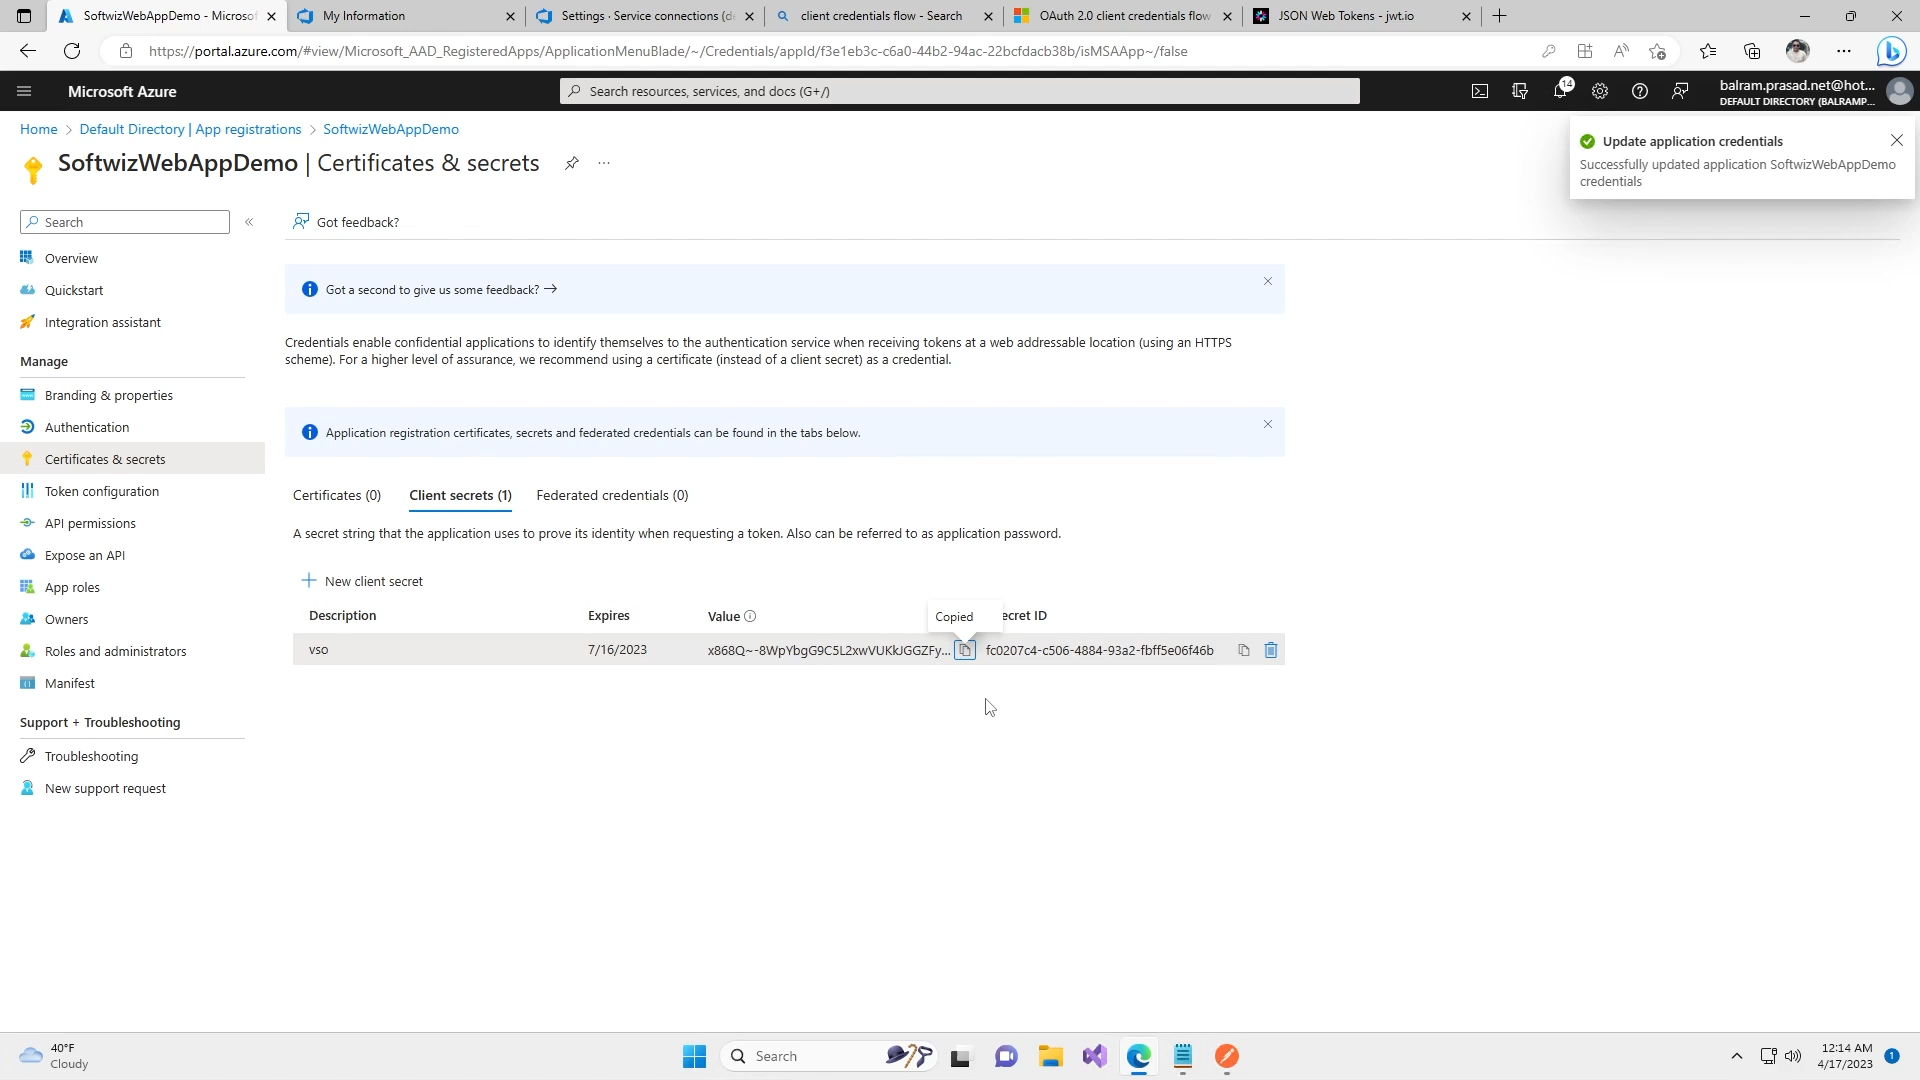 SoftwizWebAppDemo - Microsof
My Information
Settings · Service connections (de
client credentials flow - Search
OAuth 2.0 client credentials flow
JSON Web Tokens - jwt.io
https://portal.azure.com/#view/Microsoft_AAD_RegisteredApps/ApplicationMenuBlade/~/Credentials/appId/f3e1eb3c-c6a0-44b2-94ac-22bcfdacb38b/isMSAApp~/false
Microsoft Azure
Search resources, services, and docs (G+/)
14
balram.prasad.net@hot...
DEFAULT DIRECTORY (BALRAMP...
Home > Default Directory | App registrations > SoftwizWebAppDemo
SoftwizWebAppDemo | Certificates & secrets
Update application credentials
Successfully updated application SoftwizWebAppDemo
credentials
Search
Got feedback?
Overview
Quickstart
Integration assistant
Manage
Branding & properties
Authentication
Certificates & secrets
Token configuration
API permissions
Expose an API
App roles
Owners
Roles and administrators
Manifest
Support + Troubleshooting
Troubleshooting
New support request
Got a second to give us some feedback?
Credentials enable confidential applications to identify themselves to the authentication service when receiving tokens at a web addressable location (using an HTTPS
scheme). For a higher level of assurance, we recommend using a certificate (instead of a client secret) as a credential.
Application registration certificates, secrets and federated credentials can be found in the tabs below.
Certificates (0)
Client secrets (1)
Federated credentials (0)
A secret string that the application uses to prove its identity when requesting a token. Also can be referred to as application password.
New client secret
Description
Expires
Value
Copied
ecret ID
vso
7/16/2023
x868Q~-8WpYbgG9C5L2xwVUKkJGGZFy...
fc0207c4-c506-4884-93a2-fbff5e06f46b
40°F
Cloudy
Search
12:14 AM
4/17/2023
1